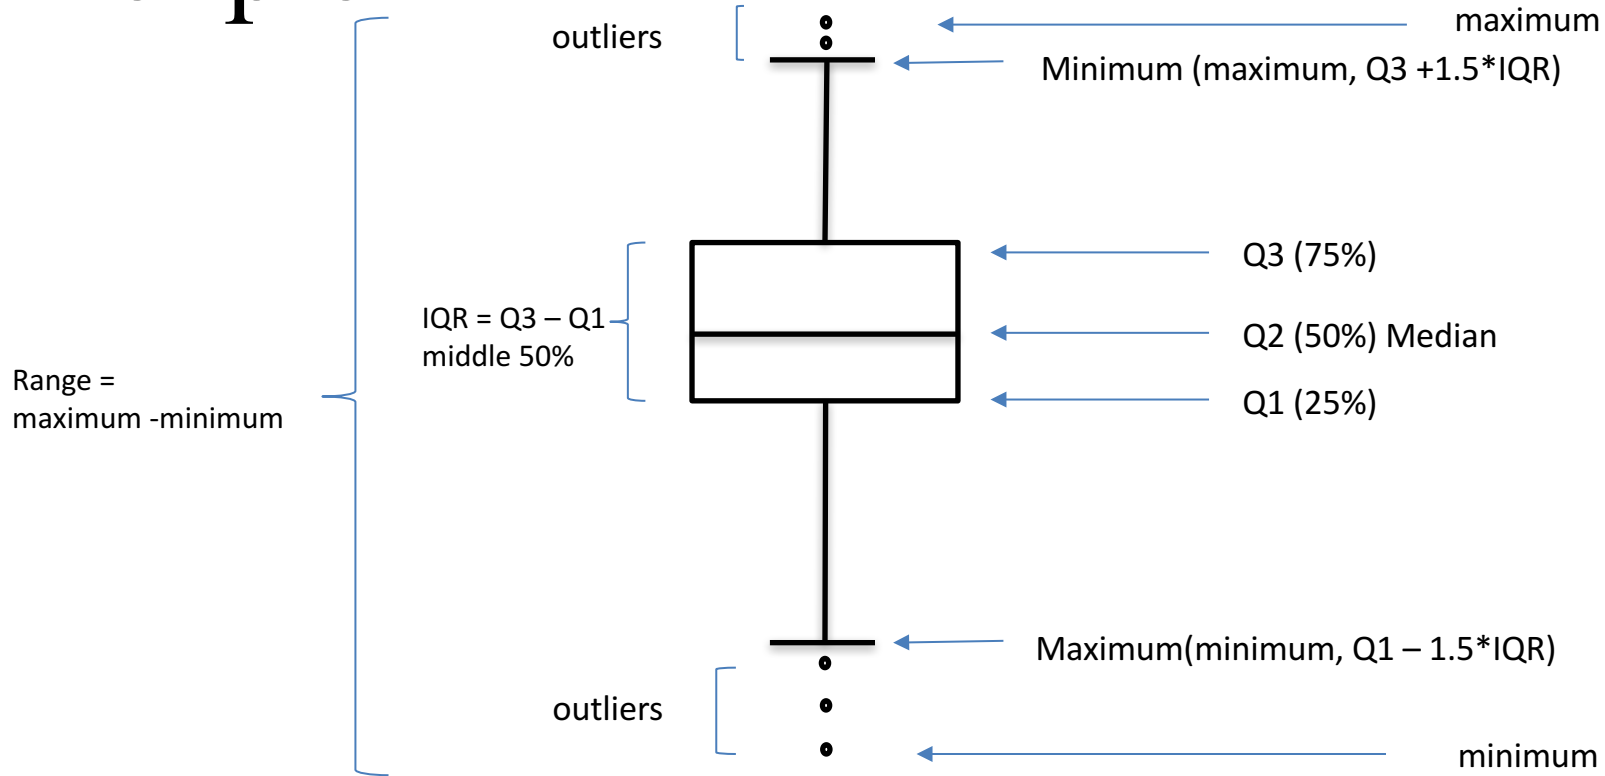 outliers
maximum
Minimum (maximum, Q3 +1.5*IQR)
Q3 (75%)
IQR = Q3 – Q1
middle 50%
Q2 (50%) Median
Range =
maximum -minimum
Q1 (25%)
Maximum(minimum, Q1 – 1.5*IQR)
outliers
minimum